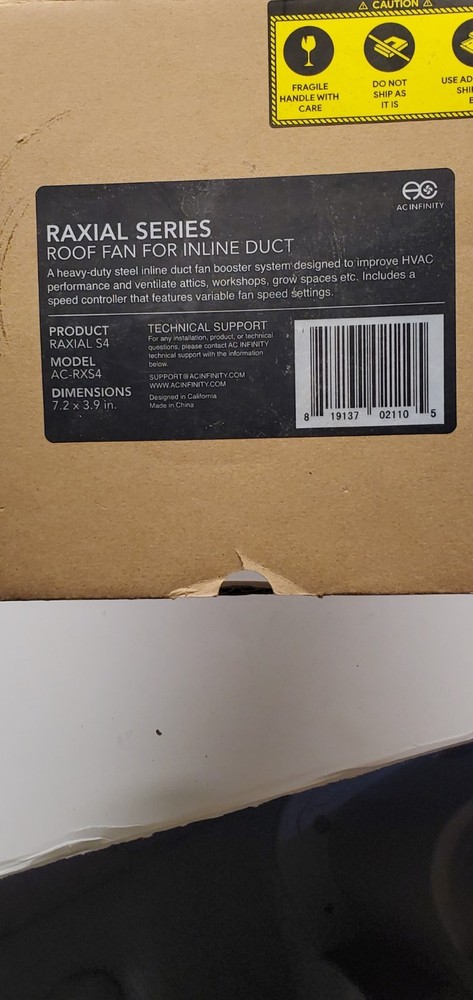 ⚠ CAUTION ⚠
FRAGILE
HANDLE WITH
CARE
DO NOT
SHIP AS
IT IS
USE
AC INFINITY
RAXIAL SERIES
ROOF FAN FOR INLINE DUCT
A heavy-duty steel inline duct fan booster system designed to improve HVAC
performance and ventilate attics, workshops, grow spaces etc. Includes a
speed controller that features variable fan speed settings.
PRODUCT
RAXIAL S4
MODEL
AC-RXS4
DIMENSIONS
7.2 x 3.9 in.
TECHNICAL SUPPORT
For any installation, product, or technical
questions, please contact AC INFINITY
technical support with the information
below.
SUPPORT@ACINFINITY.COM
WWW.ACINFINITY.COM
Designed in California
Made in China
8 19137 02110 5